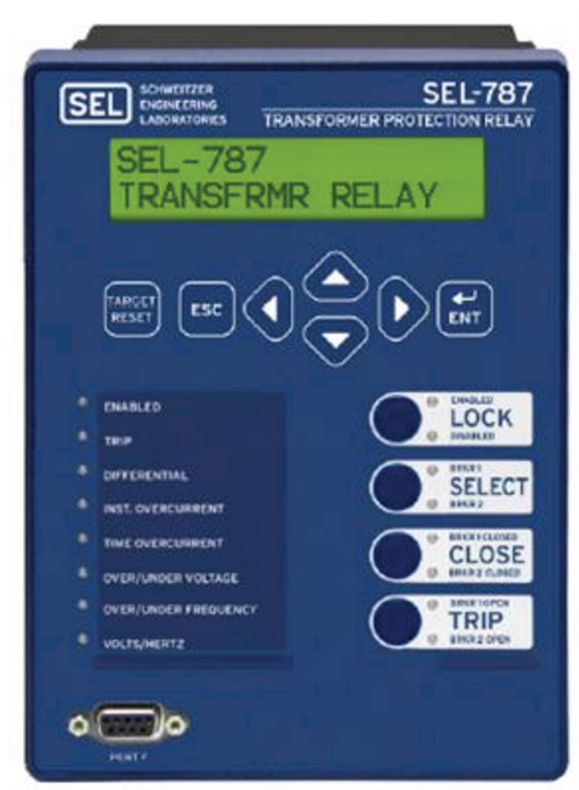 SEL
SCHWEITZER
ENGINEERING
LABORATORIES
SEL-787
TRANSFORMER PROTECTION RELAY
SEL-787
TRANSFRMR RELAY
TARGET
RESET
ESC
ENT
ENABLED
TRIP
DIFFERENTIAL
INST. OVERCURRENT
TIME OVERCURRENT
OVER/UNDER VOLTAGE
OVER/UNDER FREQUENCY
VOLTS/HERTZ
ENABLED
LOCK
DISABLED
BRKR 1
SELECT
BRKR 2
BRKR 1 CLOSED
CLOSE
BRKR 2 CLOSED
BRKR 1 OPEN
TRIP
BRKR 2 OPEN
PORT F